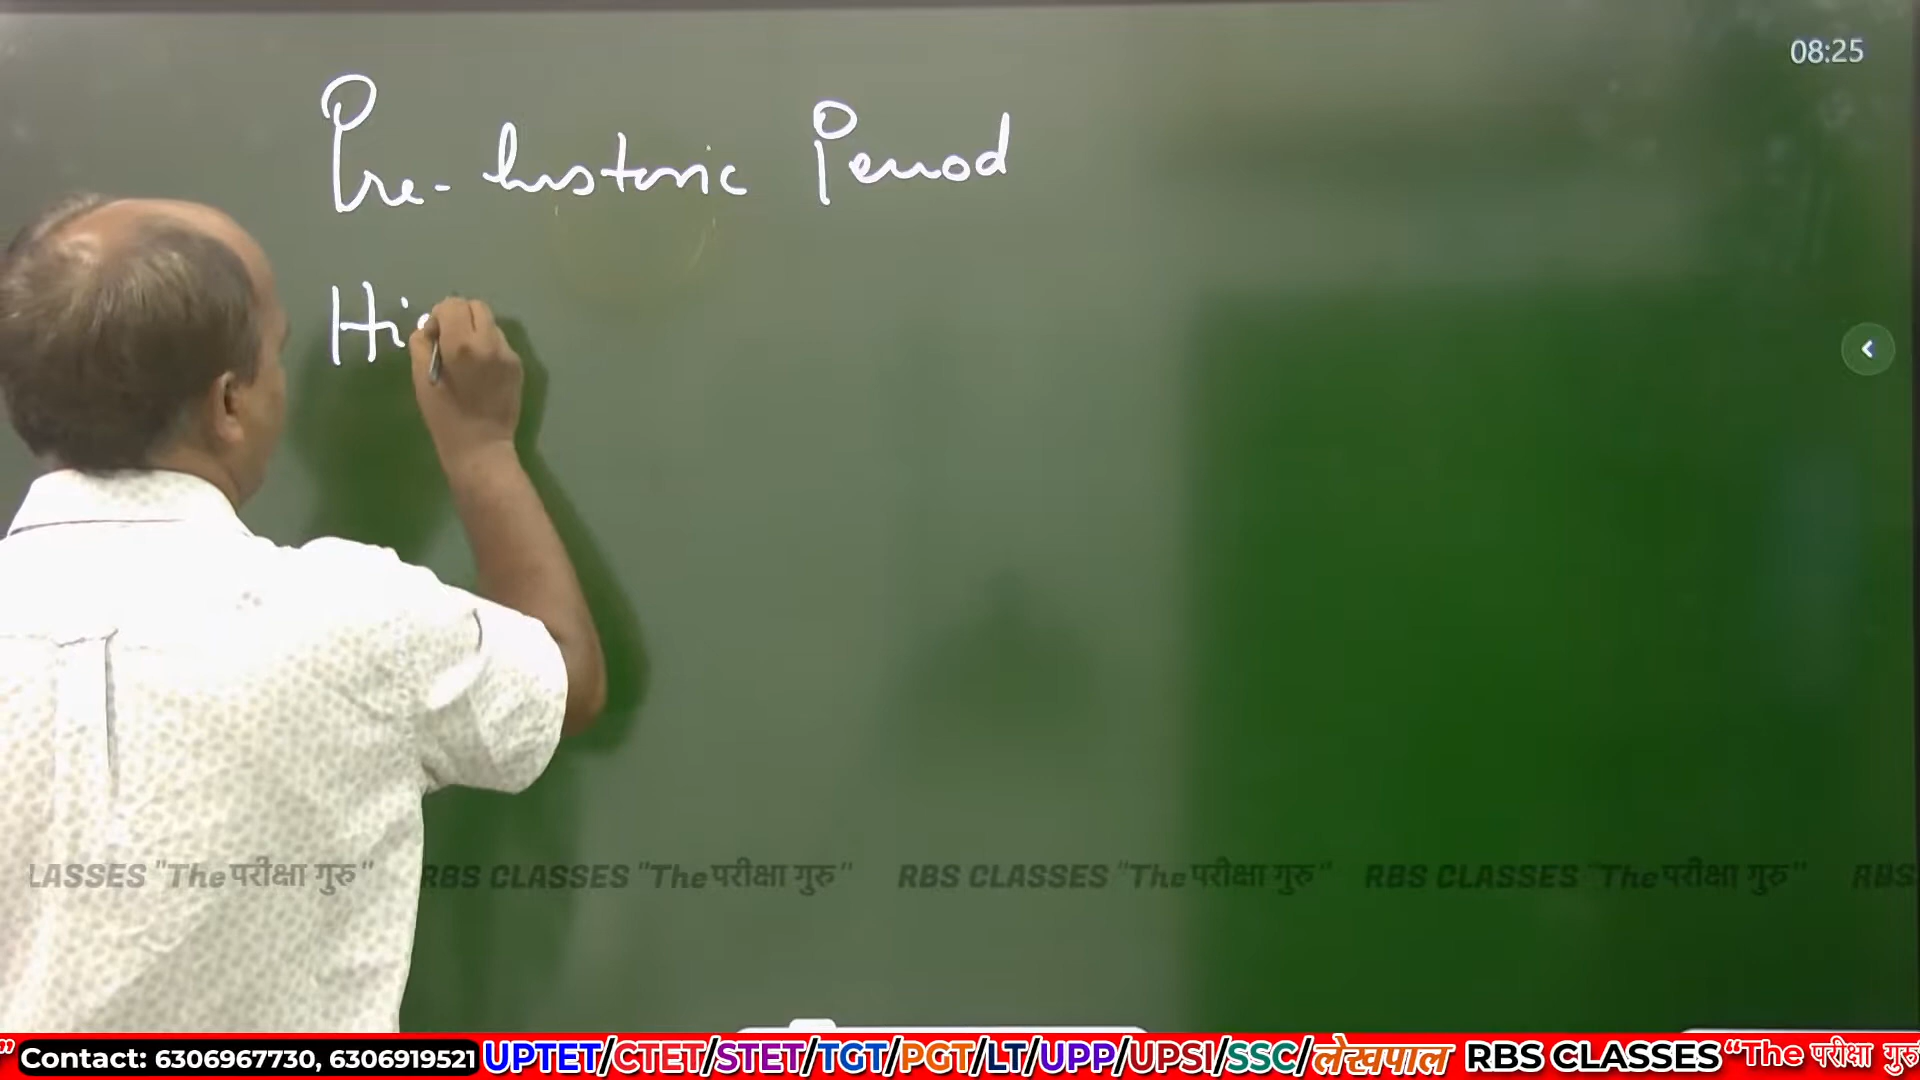 08:25
Pre-historic Period
Hi
LASSES "The परीक्षा गुरु" RBS CLASSES "The परीक्षा गुरु" RBS CLASSES "The परीक्षा गुरु" RBS CLASSES "The परीक्षा गुरु" RBS
” Contact: 6306967730, 6306919521 UPTET/CTET/STET/TGT/PGT/LT/UPP/UPSI/SSC/लेखपाल RBS CLASSES “The परीक्षा गुरु